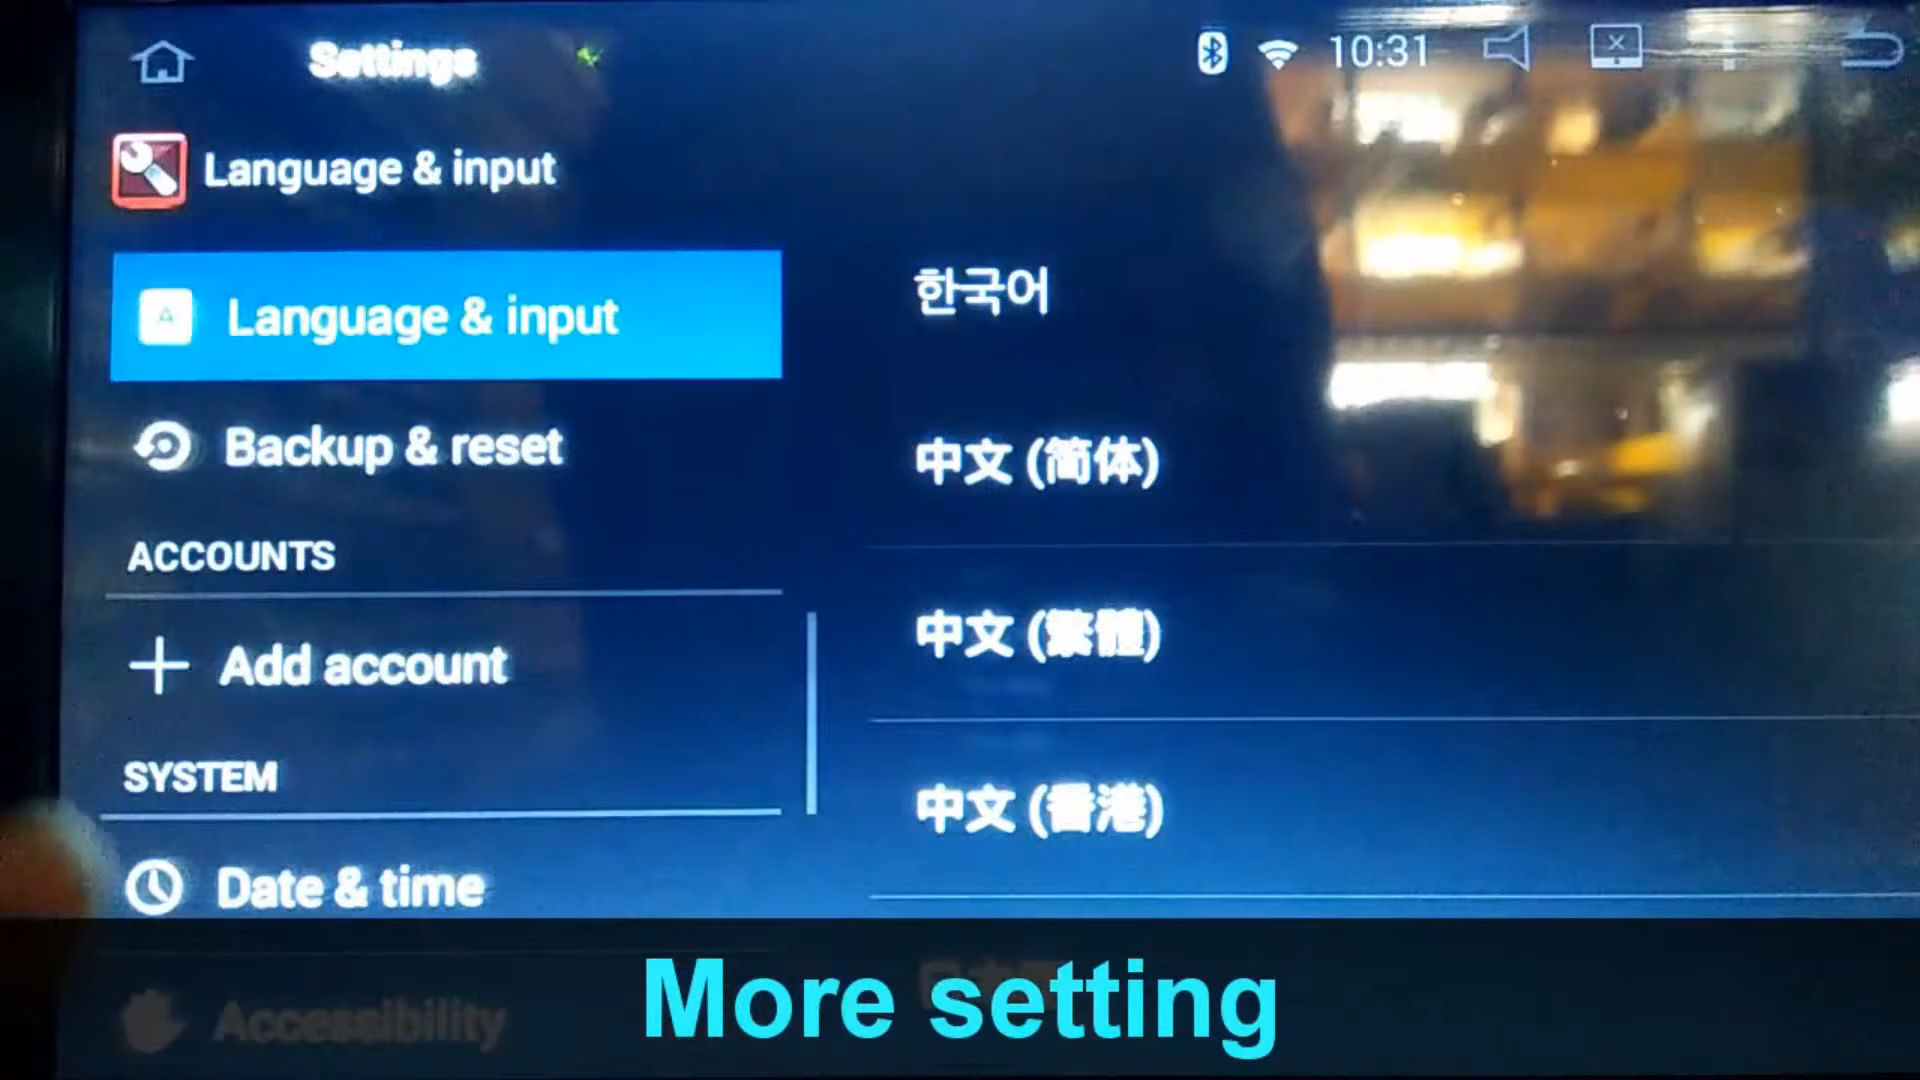 Settings
10:31
Language & input
Language & input
Backup & reset
ACCOUNTS
Add account
SYSTEM
Date & time
Accessibility
한국어
中文 (简体)
中文 (繁體)
中文 (香港)
More setting